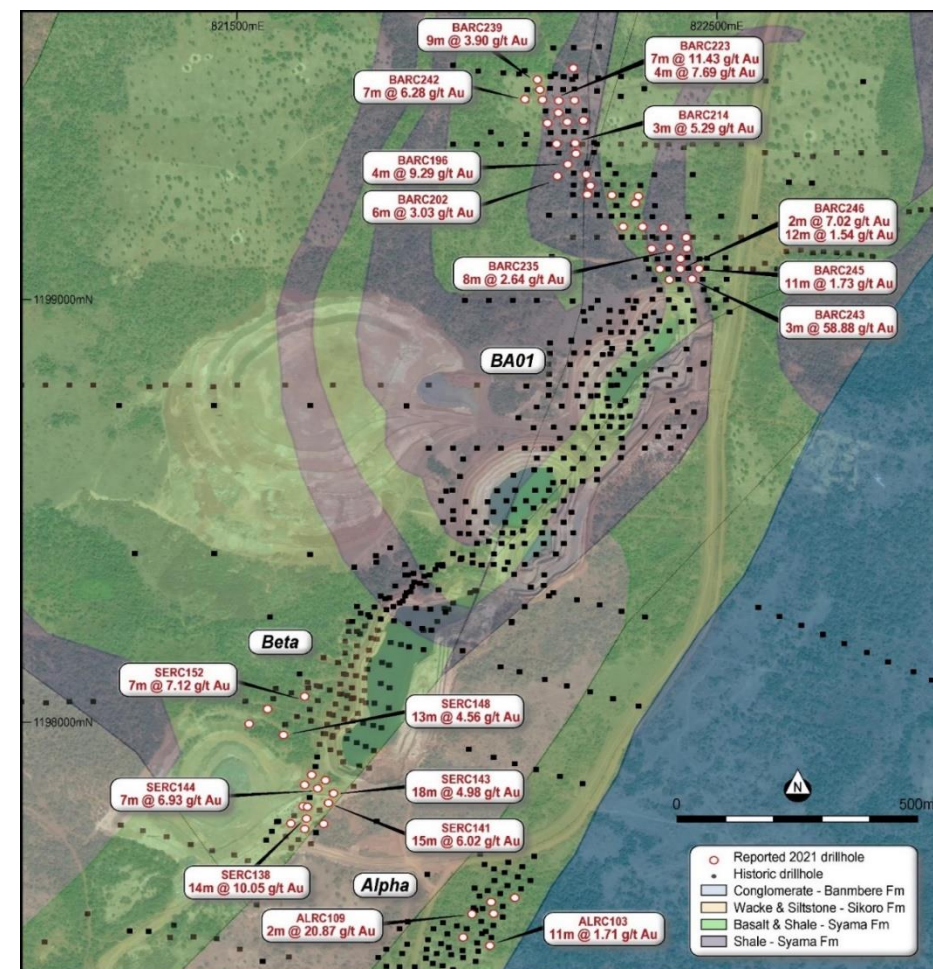 821500mE
822500mE
BARC239
9m @ 3.90 g/t Au
BARC223
7m @ 11.43 g/t Au
4m @ 7.69 g/t Au
BARC242
7m @ 6.28 g/t Au
BARC214
3m @ 5.29 g/t Au
BARC196
4m @ 9.29 g/t Au
BARC202
6m @ 3.03 g/t Au
BARC246
2m @ 7.02 g/t Au
12m @ 1.54 g/t Au
BARC235
8m @ 2.64 g/t Au
BARC245
11m @ 1.73 g/t Au
1199000mN
BARC243
3m @ 58.88 g/t Au
BA01
Beta
SERC152
7m @ 7.12 g/t Au
SERC148
13m @ 4.56 g/t Au
1198000mN
SERC144
7m @ 6.93 g/t Au
SERC143
18m @ 4.98 g/t Au
N
0
500m
SERC141
15m @ 6.02 g/t Au
SERC138
14m @ 10.05 g/t Au
Alpha
ALRC109
2m @ 20.87 g/t Au
ALRC103
11m @ 1.71 g/t Au
Reported 2021 drillhole
Historic drillhole
Conglomerate - Banmbere Fm
Wacke & Siltstone - Sikoro Fm
Basalt & Shale - Syama Fm
Shale - Syama Fm